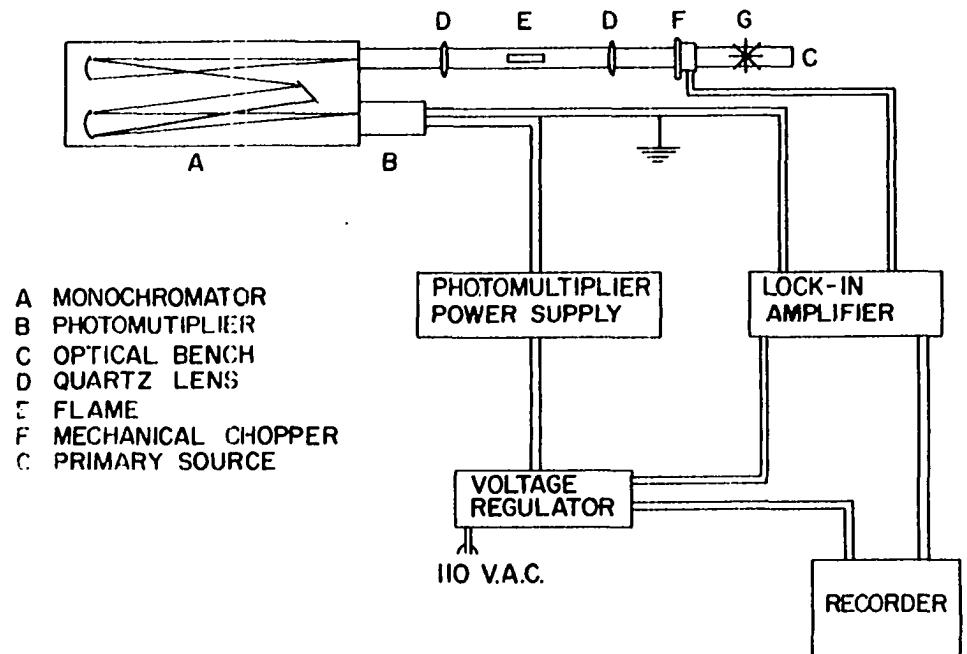 D E D F G
C
A B
PHOTOMULTIPLIER
POWER SUPPLY
LOCK-IN
AMPLIFIER
A MONOCHROMATOR
B PHOTOMUTIPLIER
C OPTICAL BENCH
D QUARTZ LENS
E FLAME
F MECHANICAL CHOPPER
C PRIMARY SOURCE
VOLTAGE
REGULATOR
110 V.A.C.
RECORDER